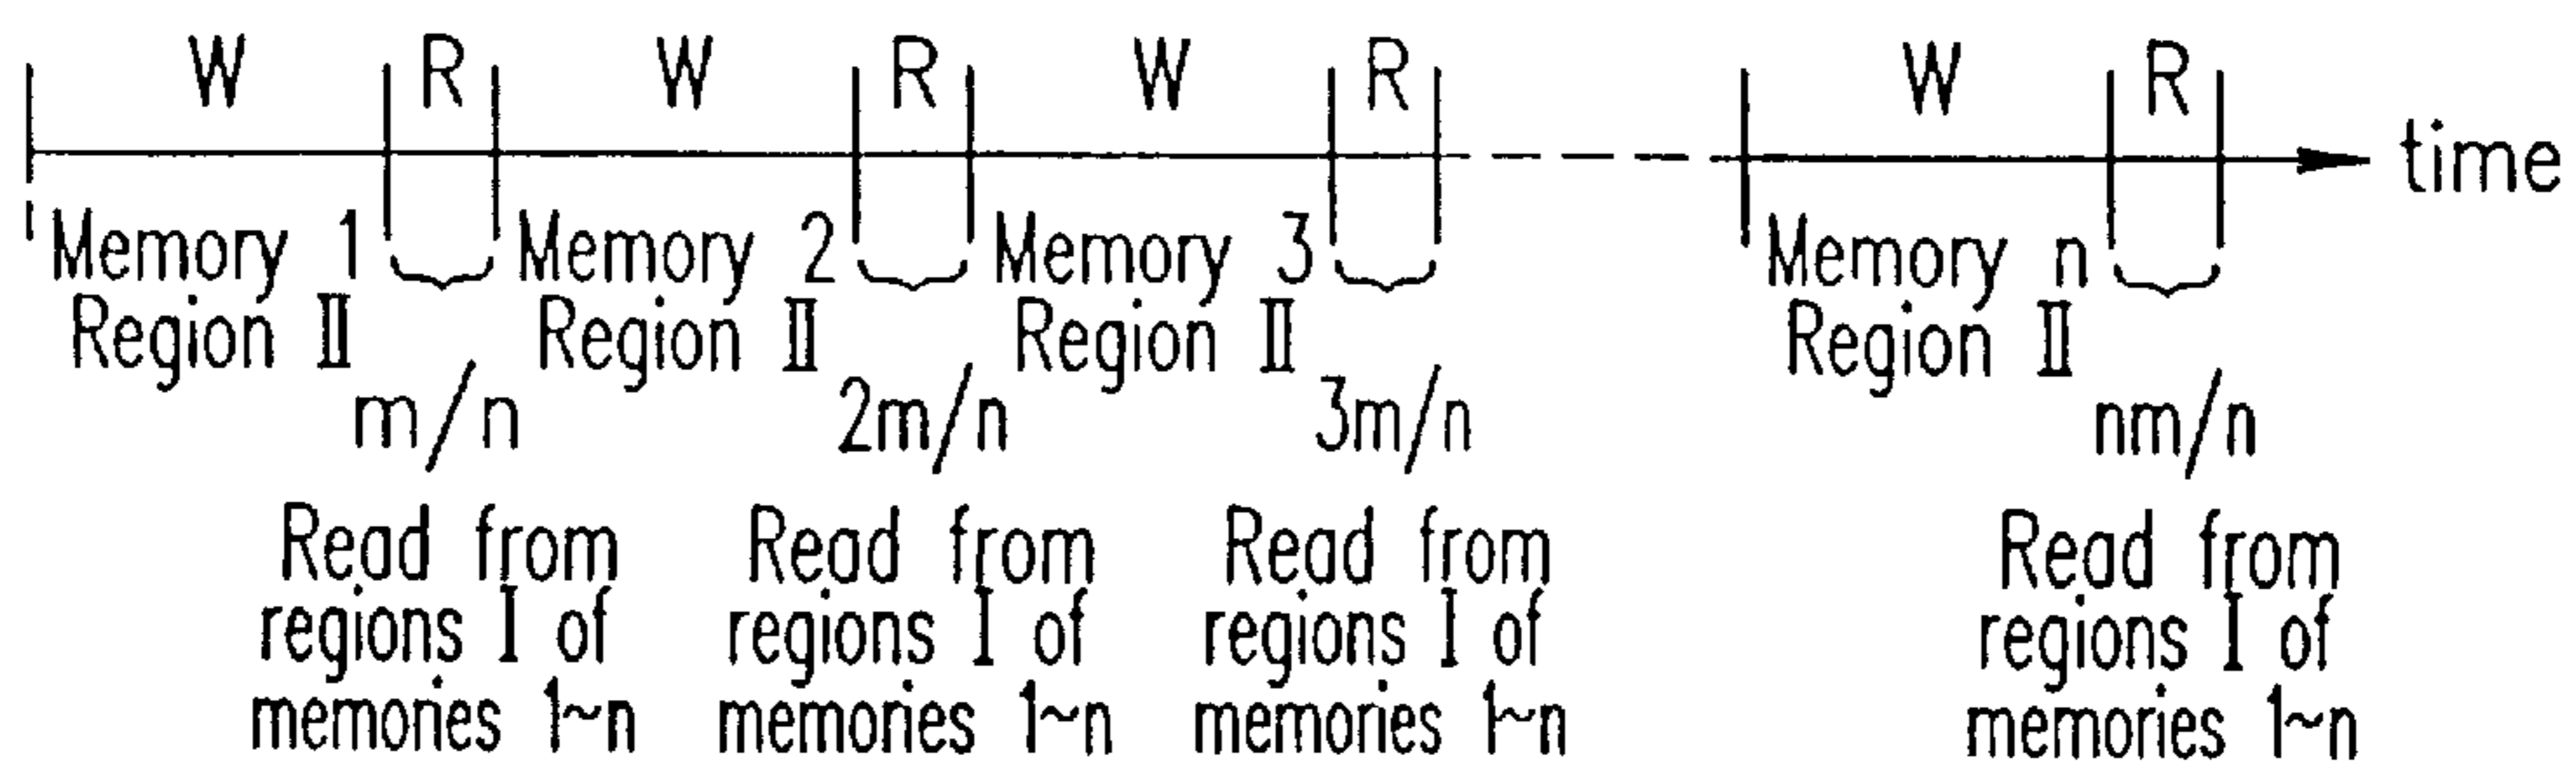 W R W R W R W R
time
Memory 1 Memory 2 Memory 3 Memory n
Region II Region II Region II Region II
m/n 2m/n 3m/n nm/n
Read from Read from Read from Read from
regions I of regions I of regions I of regions I of
memories 1~n memories 1~n memories 1~n memories 1~n